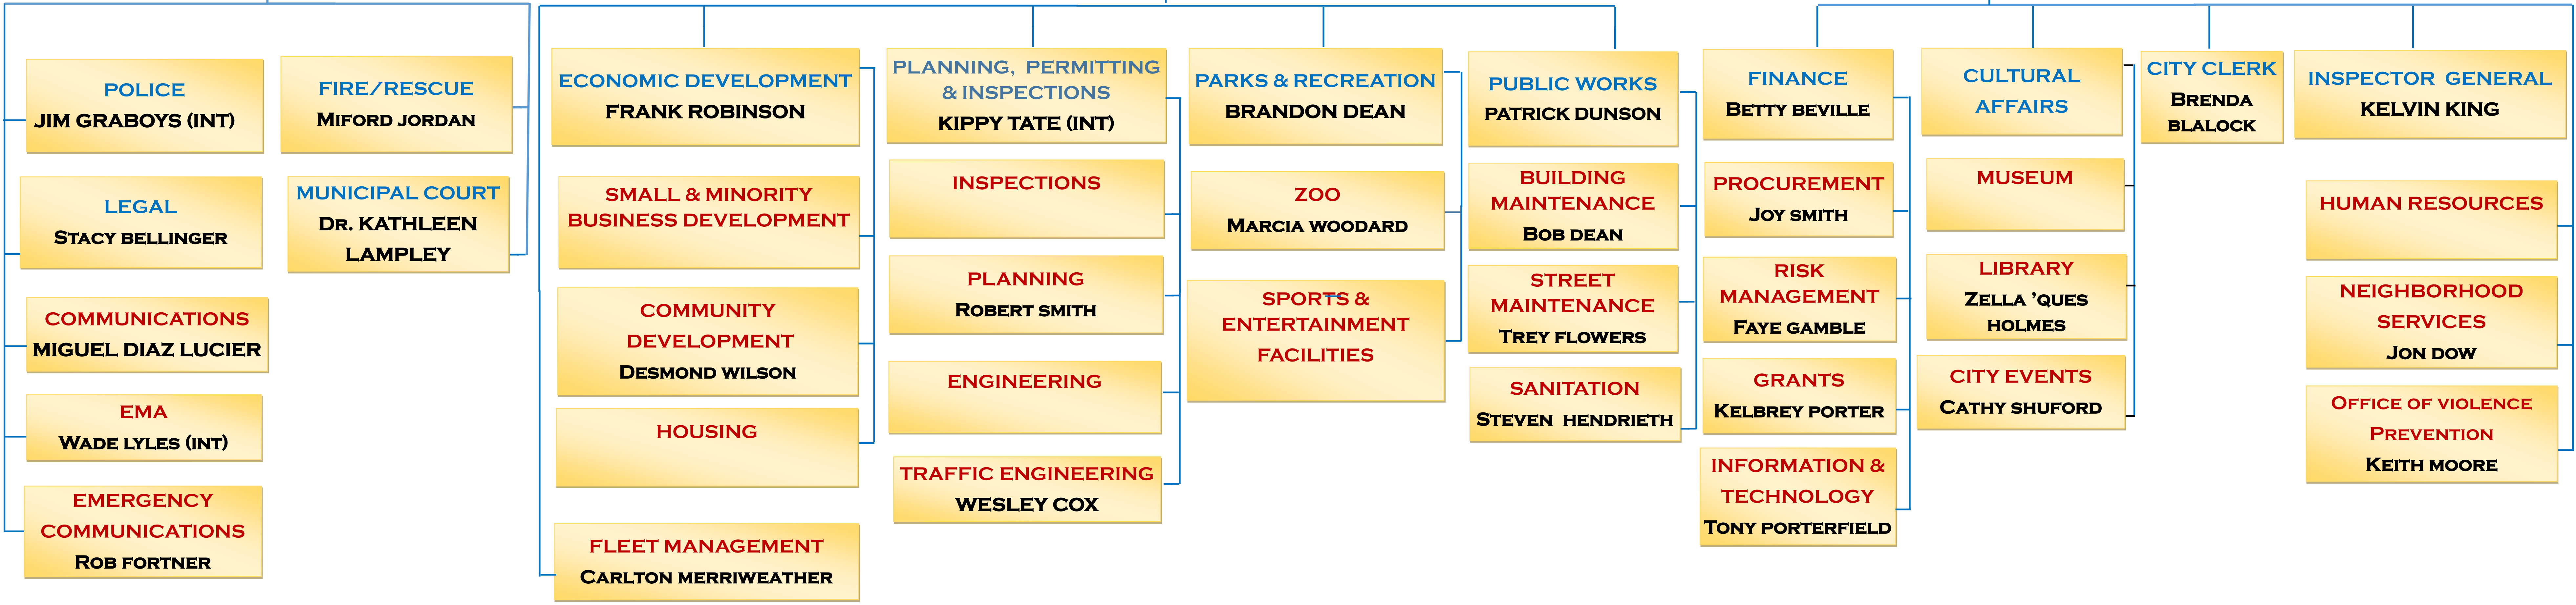 POLICE
JIM GRABOYS (INT)
FIRE/RESCUE
MIFORD JORDAN
LEGAL
STACY BELLINGER
MUNICIPAL COURT
DR. KATHLEEN
LAMPLEY
COMMUNICATIONS
MIGUEL DIAZ LUCIER
EMA
WADE LYLES (INT)
EMERGENCY
COMMUNICATIONS
ROB FORTNER
ECONOMIC DEVELOPMENT
FRANK ROBINSON
SMALL & MINORITY
BUSINESS DEVELOPMENT
COMMUNITY
DEVELOPMENT
DESMOND WILSON
HOUSING
FLEET MANAGEMENT
CARLTON MERRIWEATHER
PLANNING, PERMITTING
& INSPECTIONS
KIPPY TATE (INT)
INSPECTIONS
PLANNING
ROBERT SMITH
ENGINEERING
TRAFFIC ENGINEERING
WESLEY COX
PARKS & RECREATION
BRANDON DEAN
ZOO
MARCIA WOODARD
SPORTS &
ENTERTAINMENT
FACILITIES
PUBLIC WORKS
PATRICK DUNSON
BUILDING
MAINTENANCE
BOB DEAN
STREET
MAINTENANCE
TREY FLOWERS
SANITATION
STEVEN HENDRIETH
FINANCE
BETTY BEVILLE
PROCUREMENT
JOY SMITH
RISK
MANAGEMENT
FAYE GAMBLE
GRANTS
KELBREY PORTER
INFORMATION &
TECHNOLOGY
TONY PORTERFIELD
CULTURAL
AFFAIRS
MUSEUM
LIBRARY
ZELLA 'QUES
HOLMES
CITY EVENTS
CATHY SHUFORD
CITY CLERK
BRENDA
BLALOCK
INSPECTOR GENERAL
KELVIN KING
HUMAN RESOURCES
NEIGHBORHOOD
SERVICES
JON DOW
OFFICE OF VIOLENCE
PREVENTION
KEITH MOORE